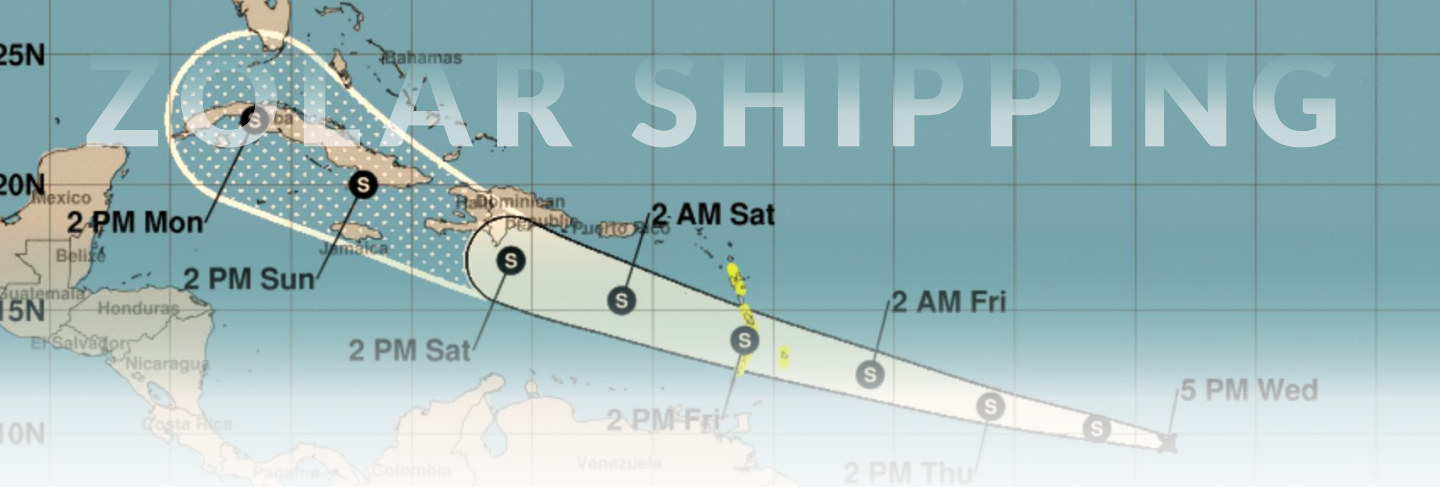 25N
Bahamas
ZOLAR SHIPPING
S
ba
20N
S
Mexico
Dominican
Republic
2 AM Sat
2 PM Mon
Puerto Rico
Jamaica
Belize
S
2 PM Sun
Guatemala
S
2 AM Fri
15N
Honduras
El Salvador
S
2 PM Sat
Nicaragua
S
5 PM Wed
S
2 PM Fri
Costa Rica
S
10N
Venezuela
Panama
Colombia
2 PM Thu